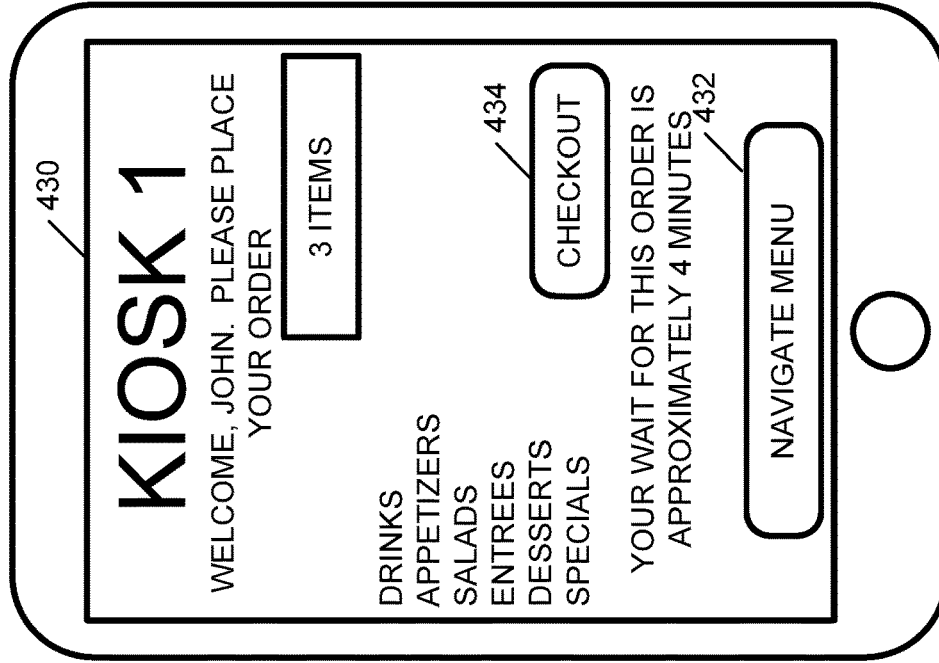 430
KIOSK 1
WELCOME, JOHN. PLEASE PLACE
YOUR ORDER
3 ITEMS
DRINKS
APPETIZERS
SALADS
ENTREES
DESSERTS
SPECIALS
434
CHECKOUT
YOUR WAIT FOR THIS ORDER IS
APPROXIMATELY 4 MINUTES
432
NAVIGATE MENU